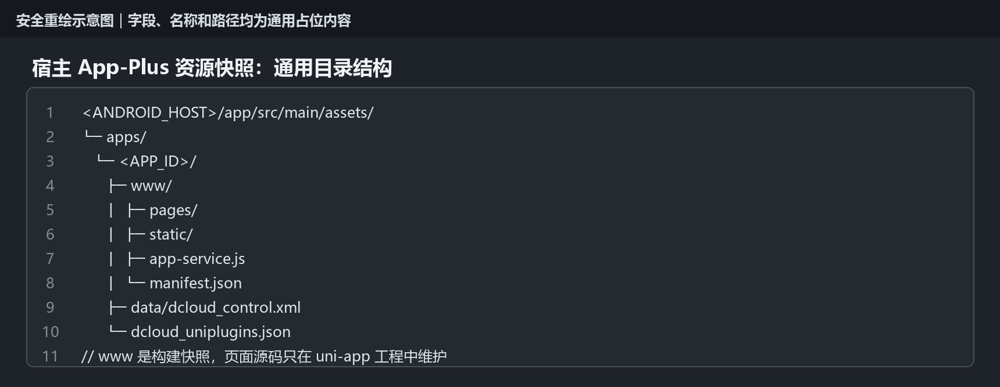 安全重绘示意图｜字段、名称和路径均为通用占位内容
宿主 App-Plus 资源快照：通用目录结构
1 <ANDROID_HOST>/app/src/main/assets/
2 └─ apps/
3 └─ <APP_ID>/
4 ├─ www/
5 │ ├─ pages/
6 │ ├─ static/
7 │ ├─ app-service.js
8 │ └─ manifest.json
9 ├─ data/dcloud_control.xml
10 └─ dcloud_uniplugins.json
11 // www 是构建快照，页面源码只在 uni-app 工程中维护